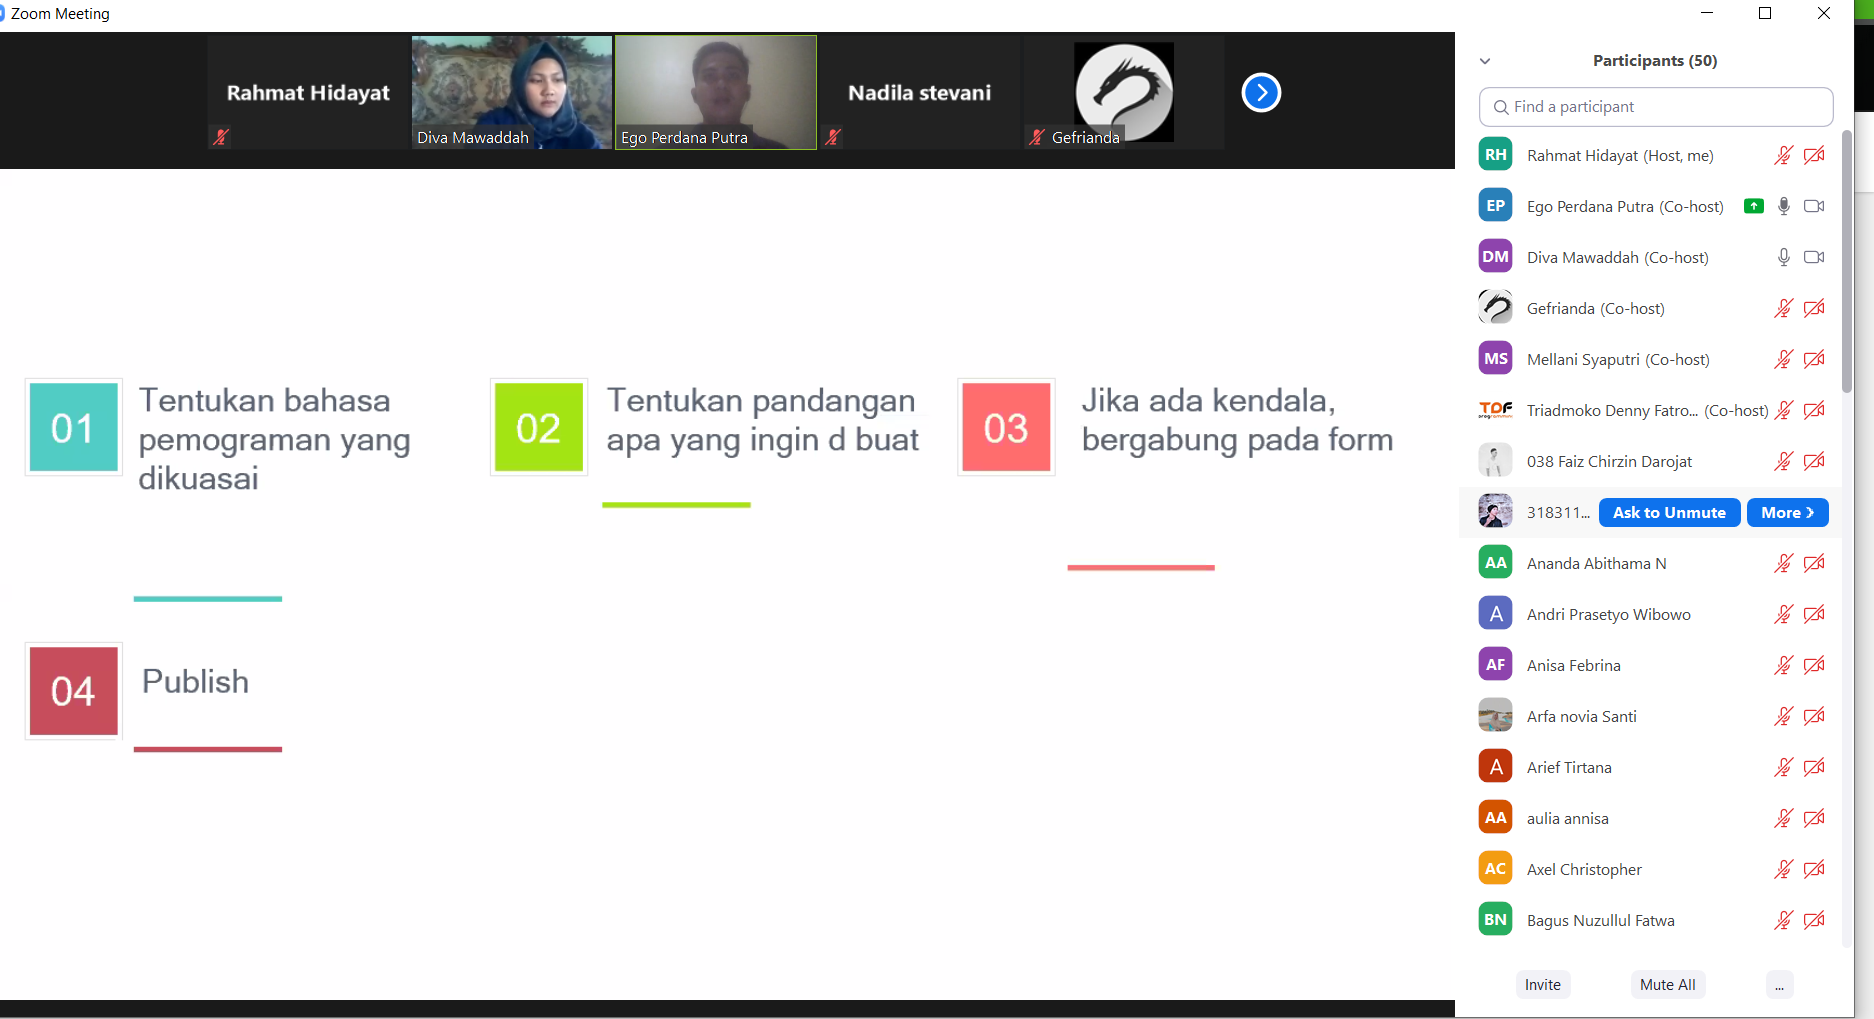 Zoom Meeting
Rahmat Hidayat
Diva Mawaddah
Ego Perdana Putra
Nadila stevani
Gefrianda
01
Tentukan bahasa
pemograman yang
dikuasai
02
Tentukan pandangan
apa yang ingin d buat
03
Jika ada kendala,
bergabung pada form
04
Publish
Participants (50)
Find a participant
RH Rahmat Hidayat (Host, me)
EP Ego Perdana Putra (Co-host)
DM Diva Mawaddah (Co-host)
Gefrianda (Co-host)
MS Mellani Syaputri (Co-host)
TDF Triadmoko Denny Fatro... (Co-host)
038 Faiz Chirzin Darojat
318311... Ask to Unmute More
AA Ananda Abithama N
A Andri Prasetyo Wibowo
AF Anisa Febrina
Arfa novia Santi
A Arief Tirtana
AA aulia annisa
AC Axel Christopher
BN Bagus Nuzullul Fatwa
Invite Mute All ...